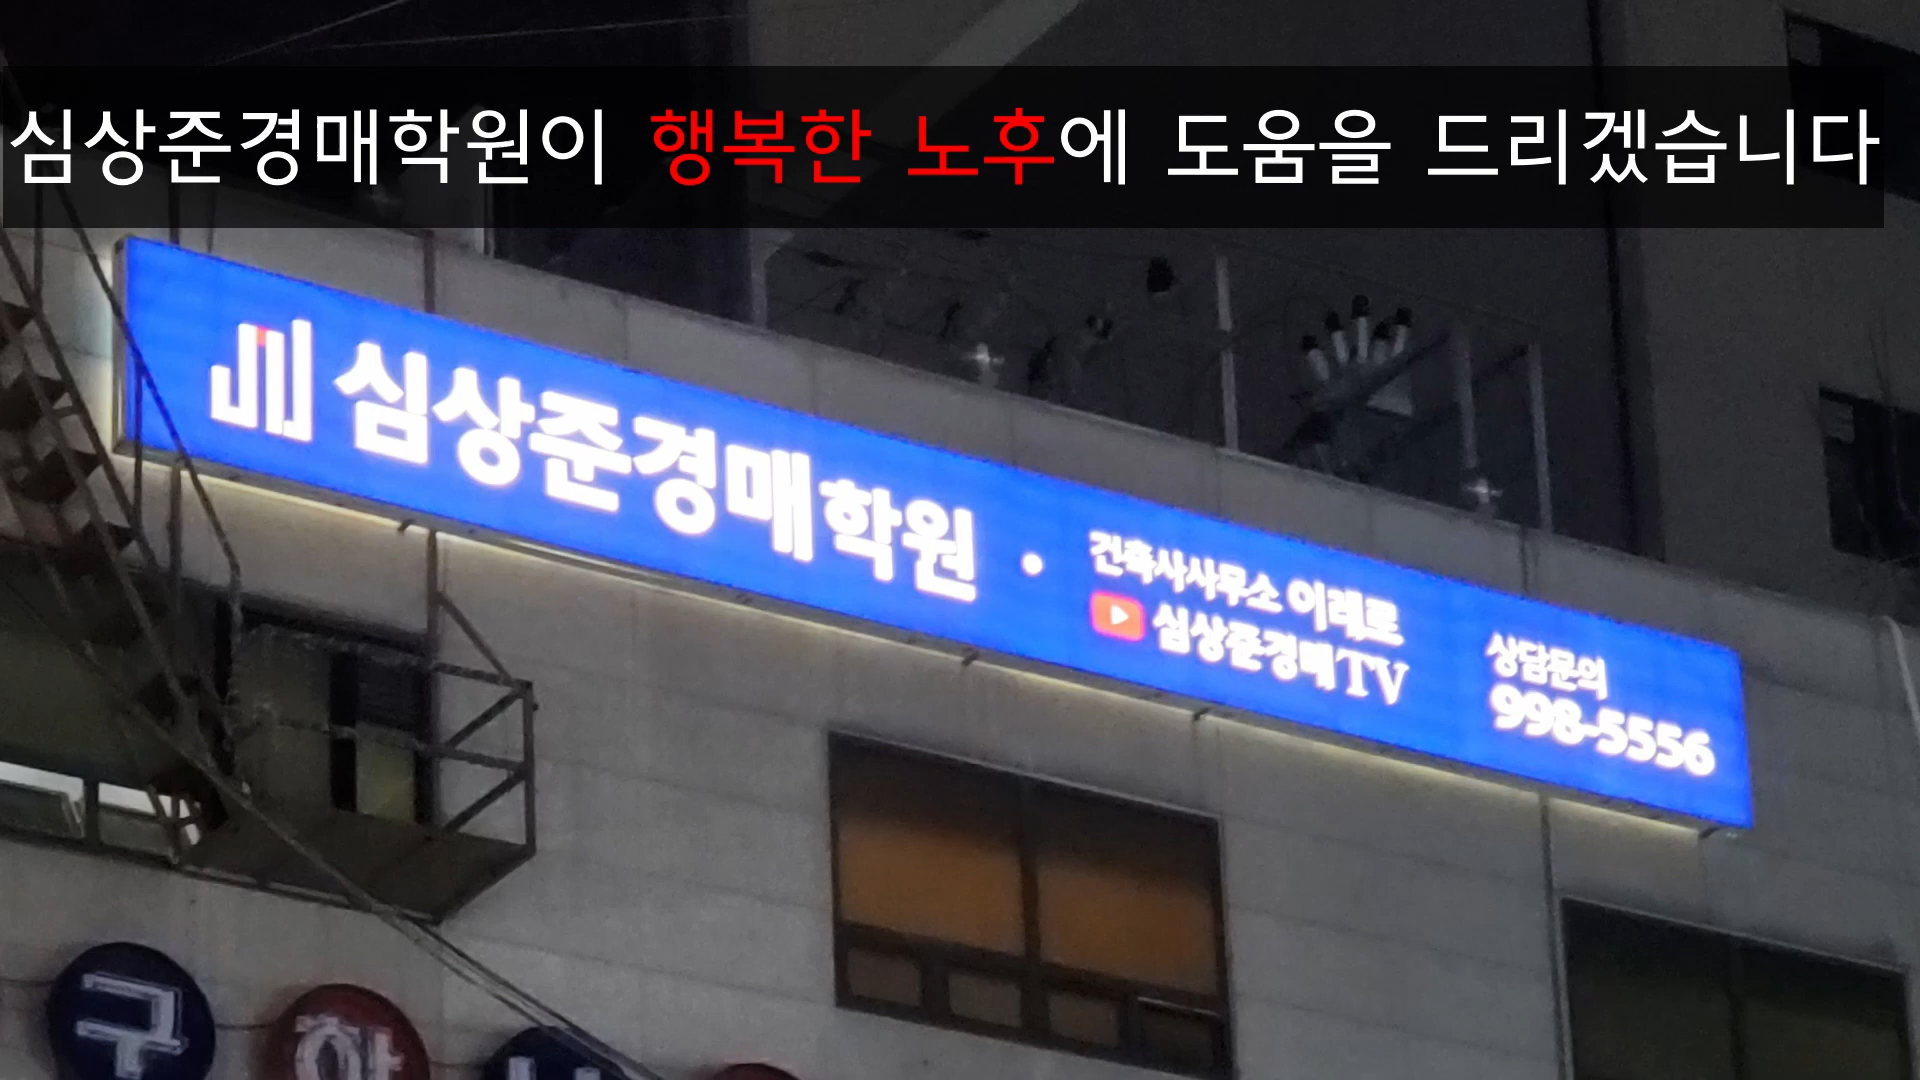 심상준경매학원이 행복한 노후에 도움을 드리겠습니다
심상준경매학원 •
건축사사무소 이레로
심상준경매TV
상담문의
998-5556
구